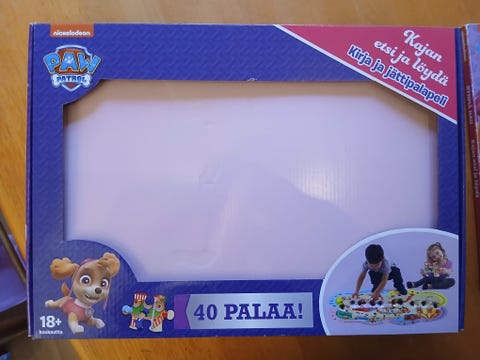 nickelodeon
PAW
PATROL
Kajan
etsi ja löydä
Kirja ja jättipalapeli
18+
kuukautta.
40 PALAA!